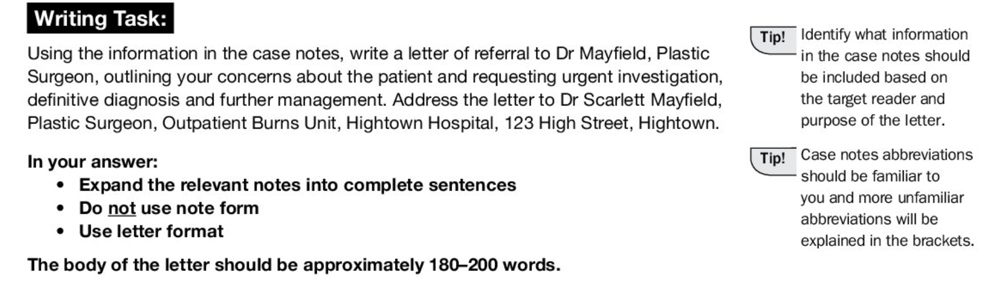 Writing Task:
Using the information in the case notes, write a letter of referral to Dr Mayfield, Plastic
Surgeon, outlining your concerns about the patient and requesting urgent investigation,
definitive diagnosis and further management. Address the letter to Dr Scarlett Mayfield,
Plastic Surgeon, Outpatient Burns Unit, Hightown Hospital, 123 High Street, Hightown.
In your answer:
• Expand the relevant notes into complete sentences
• Do not use note form
• Use letter format
The body of the letter should be approximately 180–200 words.
Tip!
Identify what information
in the case notes should
be included based on
the target reader and
purpose of the letter.
Tip!
Case notes abbreviations
should be familiar to
you and more unfamiliar
abbreviations will be
explained in the brackets.